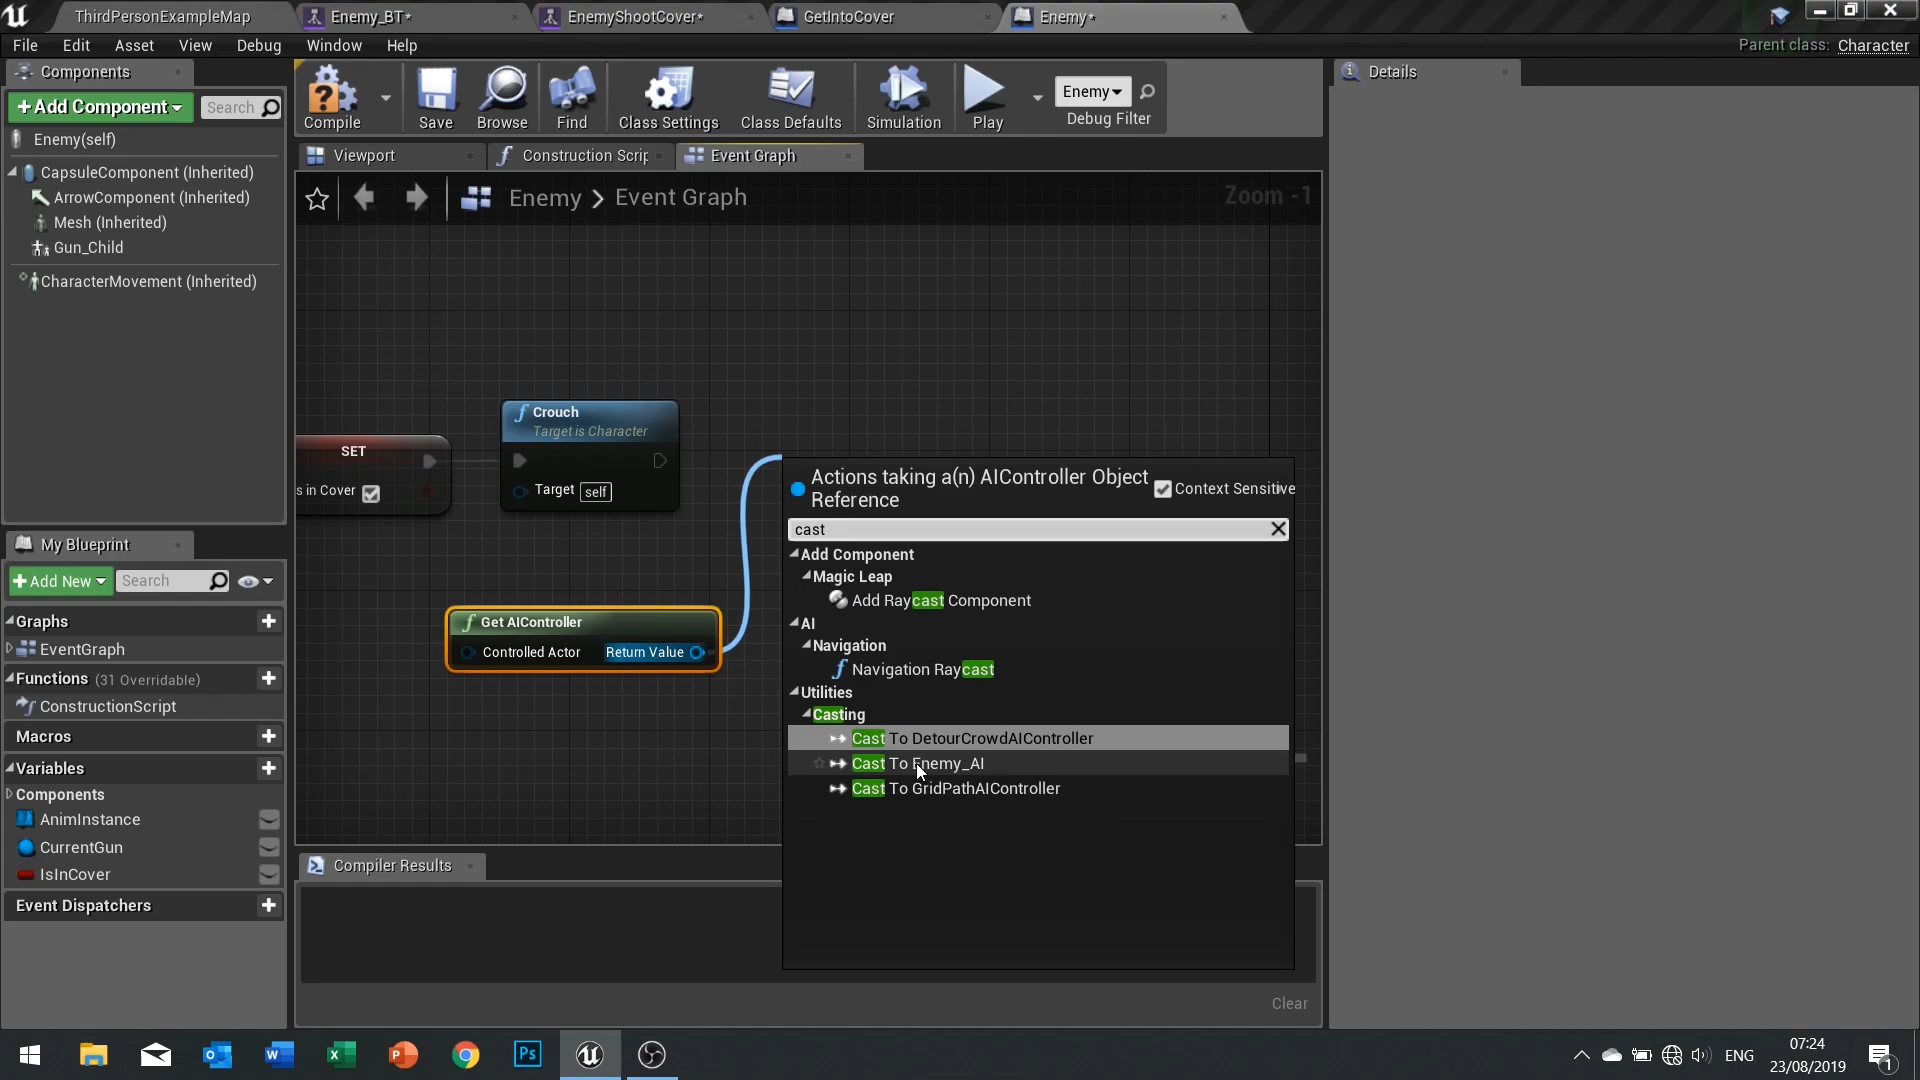 ThirdPersonExampleMap
Enemy_BT*
EnemyShootCover*
GetIntoCover
Enemy*
File Edit Asset View Debug Window Help
Parent class: Character
Components
+Add Component
Search
Enemy(self)
CapsuleComponent (Inherited)
ArrowComponent (Inherited)
Mesh (Inherited)
Gun_Child
CharacterMovement (Inherited)
Compile
Save
Browse
Find
Class Settings
Class Defaults
Simulation
Play
Enemy
Debug Filter
Details
Viewport
Construction Scrip
Event Graph
Enemy > Event Graph
Zoom -1
SET
s in Cover
Crouch
Target is Character
Target self
Get AIController
Controlled Actor Return Value
Actions taking a(n) AIController Object
Reference
Context Sensitive
cast
Add Component
Magic Leap
Add Raycast Component
AI
Navigation
Navigation Raycast
Utilities
Casting
Cast To DetourCrowdAIController
Cast To Enemy_AI
Cast To GridPathAIController
My Blueprint
+Add New
Search
Graphs
EventGraph
Functions (31 Overridable)
ConstructionScript
Macros
Variables
Components
AnimInstance
CurrentGun
IsInCover
Event Dispatchers
Compiler Results
Clear
ENG
07:24
23/08/2019
1